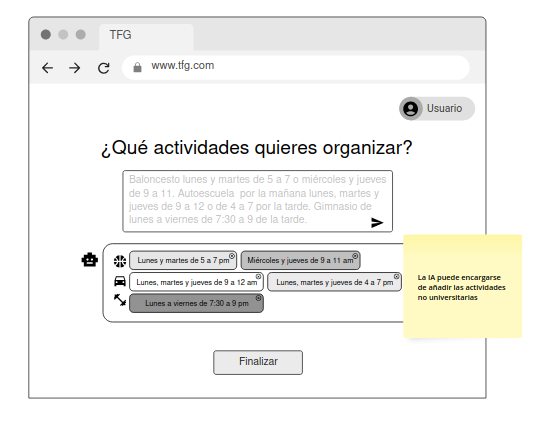 TFG
www.tfg.com
Usuario
¿Qué actividades quieres organizar?
Baloncesto lunes y martes de 5 a 7 o miércoles y jueves
de 9 a 11. Autoescuela por la mañana lunes, martes y
jueves de 9 a 12 o de 4 a 7 por la tarde. Gimnasio de
lunes a viernes de 7:30 a 9 de la tarde.
Lunes y martes de 5 a 7 pm
Miércoles y jueves de 9 a 11 am
Lunes, martes y jueves de 9 a 12 am
Lunes, martes y jueves de 4 a 7 pm
Lunes a viernes de 7:30 a 9 pm
La IA puede encargarse
de añadir las actividades
no universitarias
Finalizar